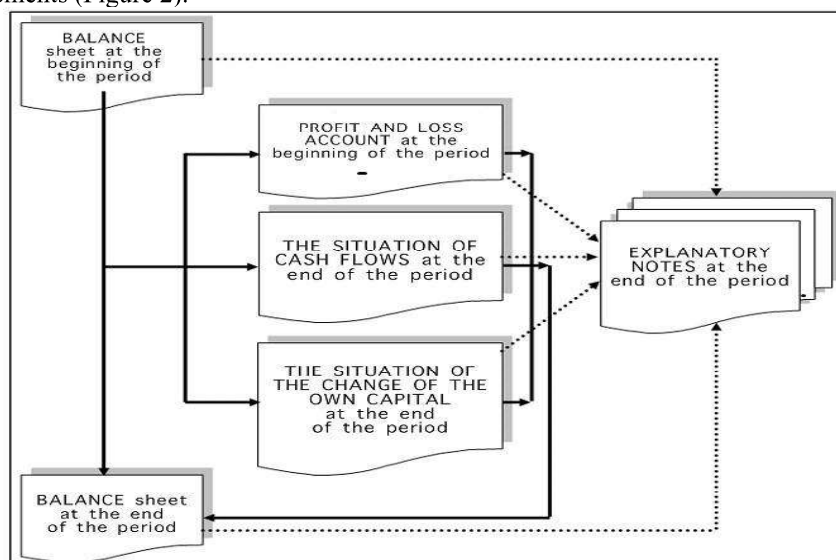 ements (Figure 2).
BALANCE
sheet at the
beginning of
the period
PROFIT AND LOSS
ACCOUNT at the
beginning of the period
-
THE SITUATION OF
CASH FLOWS at the
end of the period
THE SITUATION OF
THE CHANGE OF THE
OWN CAPITAL
at the end
of the period
EXPLANATORY
NOTES at the
end of the period
BALANCE sheet
at the end
of the period